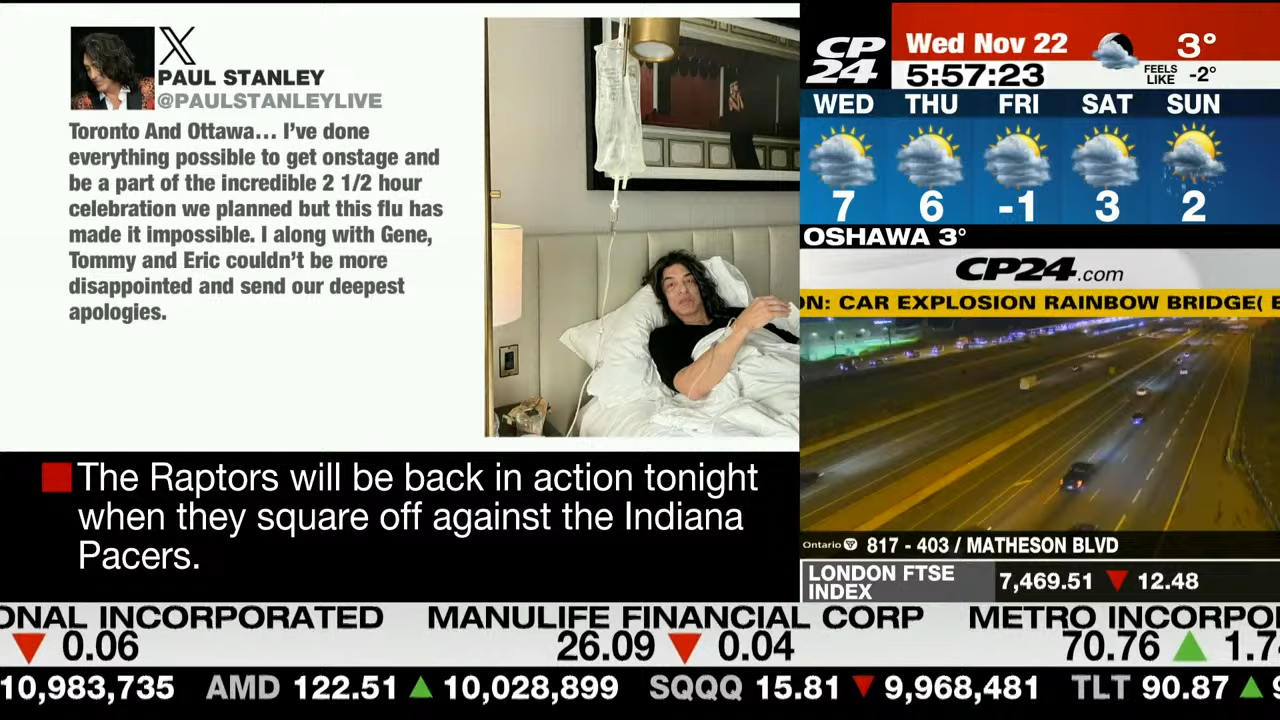 X
PAUL STANLEY
@PAULSTANLEYLIVE
Toronto And Ottawa... I've done
everything possible to get onstage and
be a part of the incredible 2 1/2 hour
celebration we planned but this flu has
made it impossible. I along with Gene,
Tommy and Eric couldn't be more
disappointed and send our deepest
apologies.
The Raptors will be back in action tonight
when they square off against the Indiana
Pacers.
CP
24
Wed Nov 22
5:57:23
3°
FEELS
LIKE -2°
WED THU FRI SAT SUN
7 6 -1 3 2
OSHAWA 3°
CP24.com
ON: CAR EXPLOSION RAINBOW BRIDGE(
Ontario 817 - 403 / MATHESON BLVD
LONDON FTSE
INDEX
7,469.51 12.48
ONAL INCORPORATED MANULIFE FINANCIAL CORP METRO INCORPO
0.06 26.09 0.04 70.76 1.74
10,983,735 AMD 122.51 10,028,899 SQQQ 15.81 9,968,481 TLT 90.87